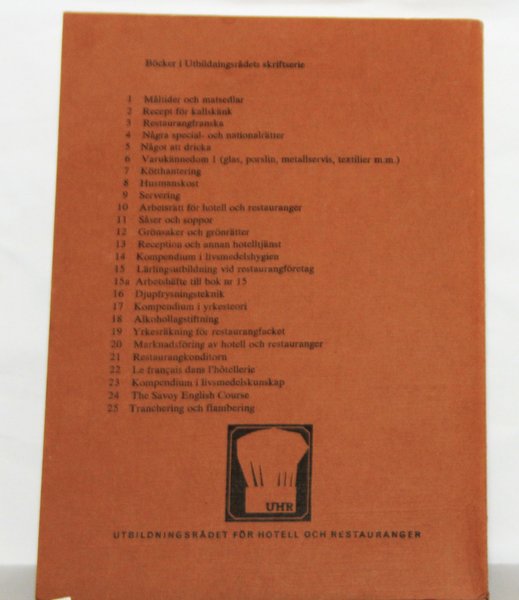 Böcker i Utbildningsrådets skriftserie
1 Måltider och matsedlar
2 Recept för kallskänk
3 Restaurangfranska
4 Några special- och nationalrätter
5 Något att dricka
6 Varukännedom 1 (glas, porslin, metallservis, textilier m.m.)
7 Kötthantering
8 Husmanskost
9 Servering
10 Arbetsrätt för hotell och restauranger
11 Såser och soppor
12 Grönsaker och grönrätter
13 Reception och annan hotelltjänst
14 Kompendium i livsmedelshygien
15 Lärlingsutbildning vid restaurangföretag
15a Arbetshäfte till bok nr 15
16 Djupfrysningsteknik
17 Kompendium i yrkesteori
18 Alkohollagstiftning
19 Yrkesräkning för restaurangfacket
20 Marknadsföring av hotell och restauranger
21 Restaurangkonditorn
22 Le français dans l'hôtellerie
23 Kompendium i livsmedelskunskap
24 The Savoy English Course
25 Tranchering och flambering
UHR
UTBILDNINGSRÅDET FÖR HOTELL OCH RESTAURANGER